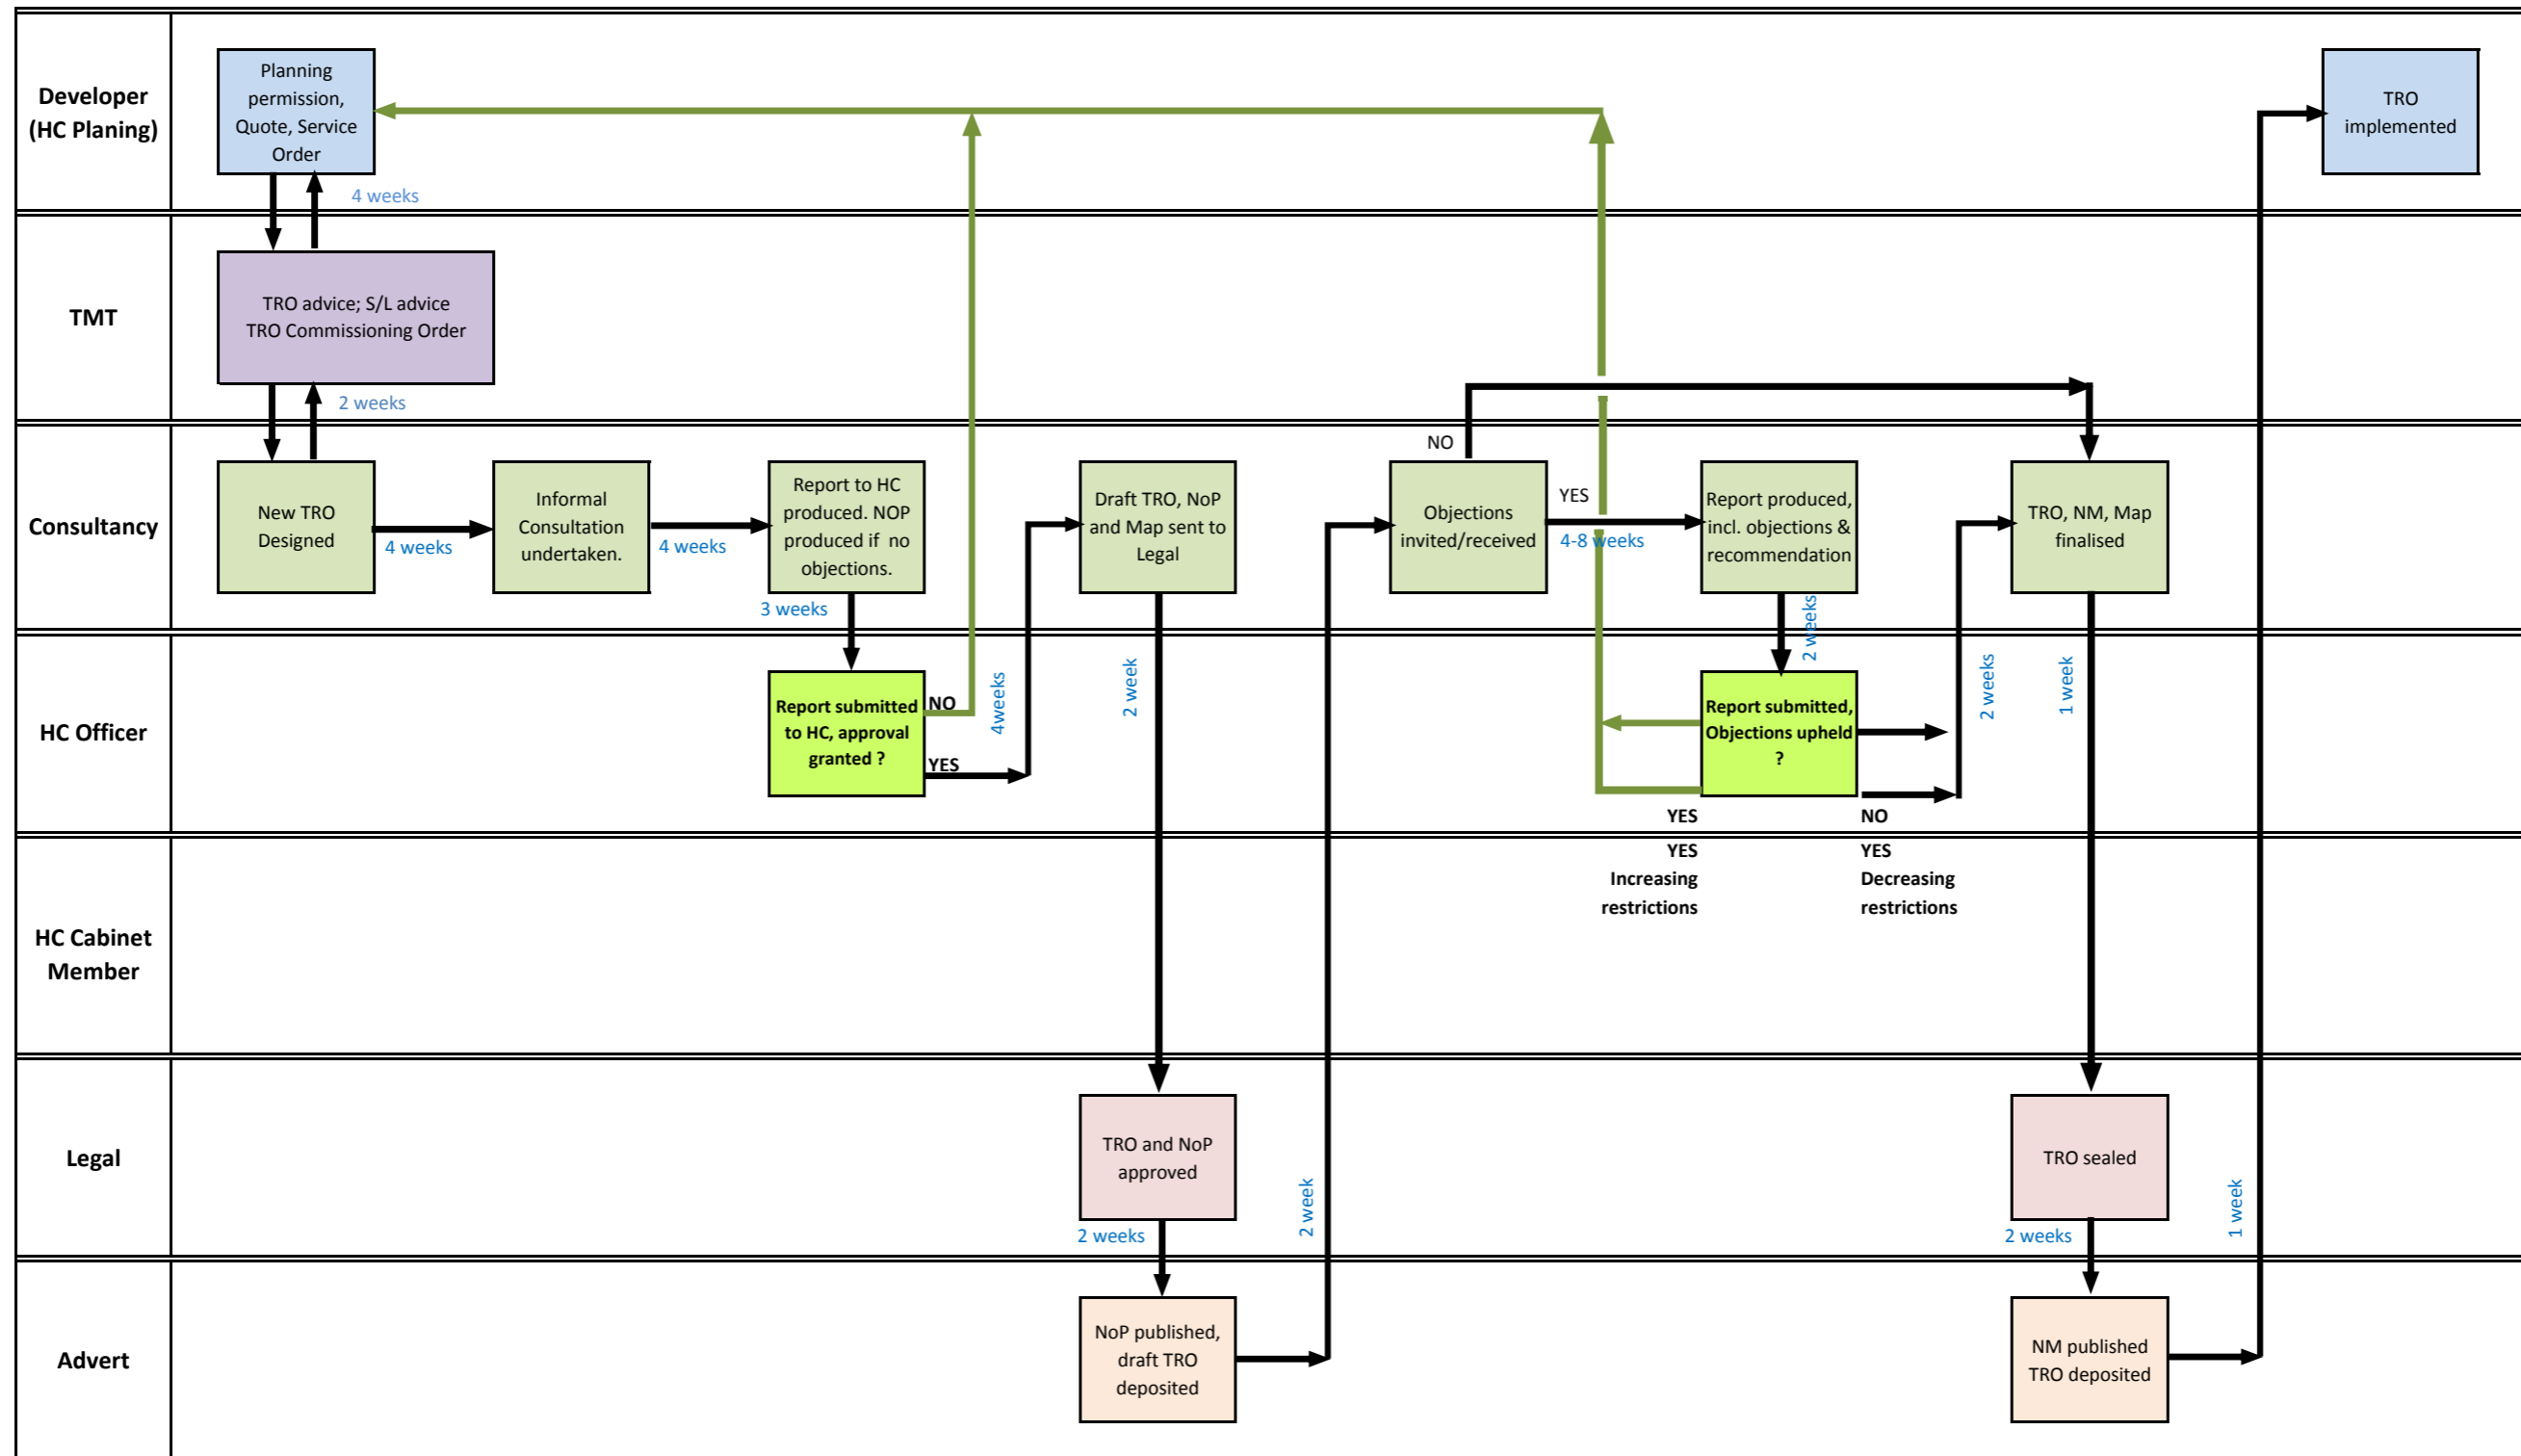 Developer
(HC Planing)
Planning
permission,
Quote, Service
Order
4 weeks
TRO
implemented
TMT
TRO advice; S/L advice
TRO Commissioning Order
2 weeks
Consultancy
New TRO
Designed
4 weeks
Informal
Consultation
undertaken.
4 weeks
Report to HC
produced. NOP
produced if no
objections.
3 weeks
Draft TRO, NoP
and Map sent to
Legal
NO
Objections
invited/received
YES
4-8 weeks
Report produced,
incl. objections &
recommendation
2 weeks
TRO, NM, Map
finalised
HC Officer
Report submitted
to HC, approval
granted ?
NO
YES
4weeks
2 week
Report submitted,
Objections upheld
?
2 weeks
1 week
YES
NO
HC Cabinet
Member
YES
Increasing
restrictions
YES
Decreasing
restrictions
Legal
TRO and NoP
approved
2 weeks
2 week
TRO sealed
2 weeks
1 week
Advert
NoP published,
draft TRO
deposited
NM published
TRO deposited